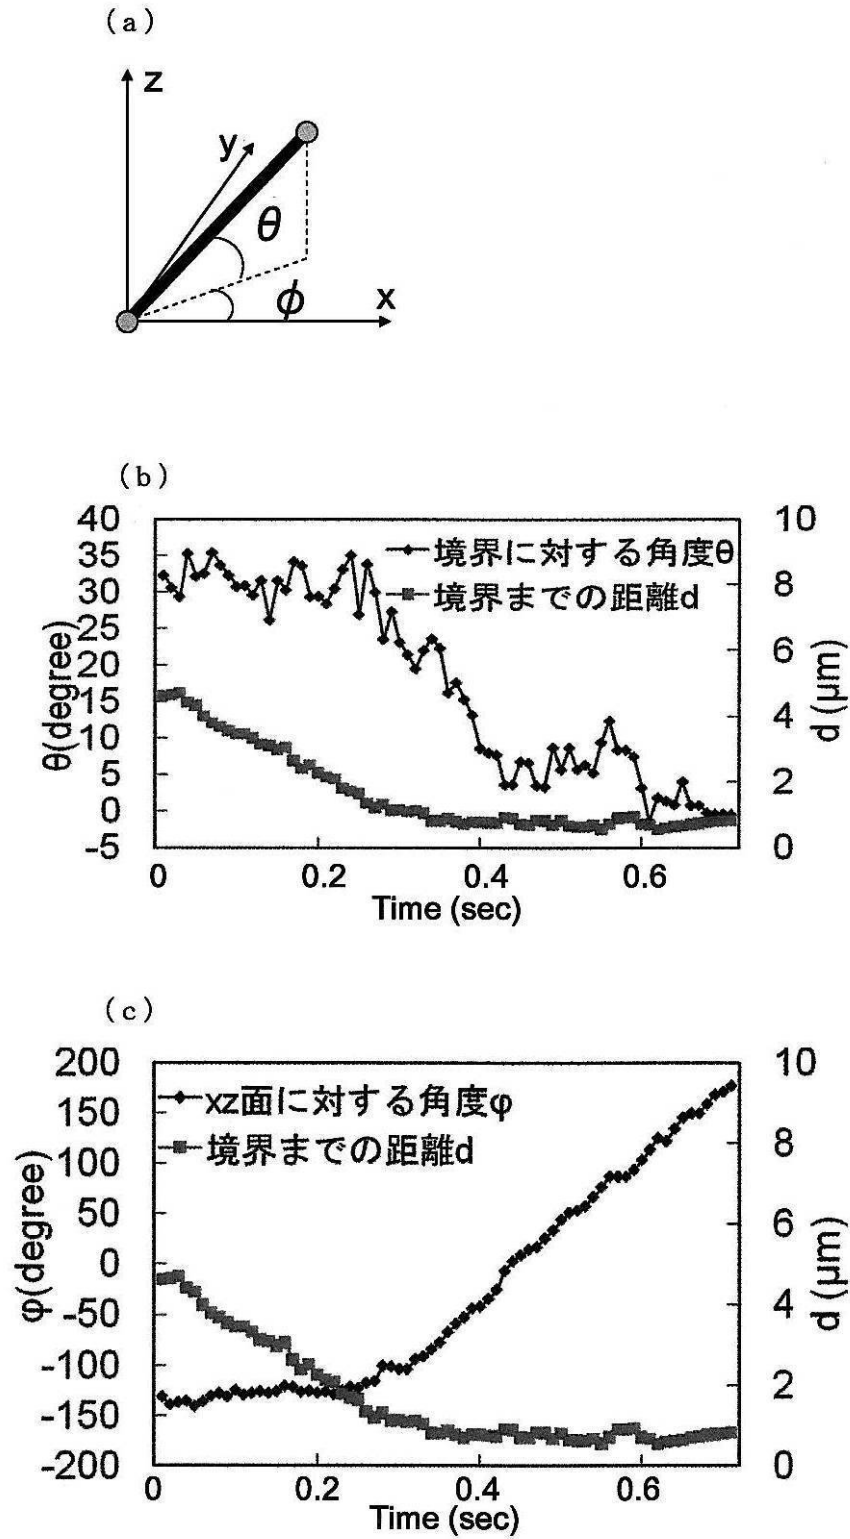 (a)
z
y
θ
x
ϕ
(b)
40
35
30
25
20
15
10
5
0
-5
θ(degree)
境界に対する角度θ
境界までの距離d
10
8
6
4
2
0
d (μm)
0 0.2 0.4 0.6
Time (sec)
(c)
200
150
100
50
0
-50
-100
-150
-200
φ(degree)
xz面に対する角度φ
境界までの距離d
10
8
6
4
2
0
d (μm)
0 0.2 0.4 0.6
Time (sec)